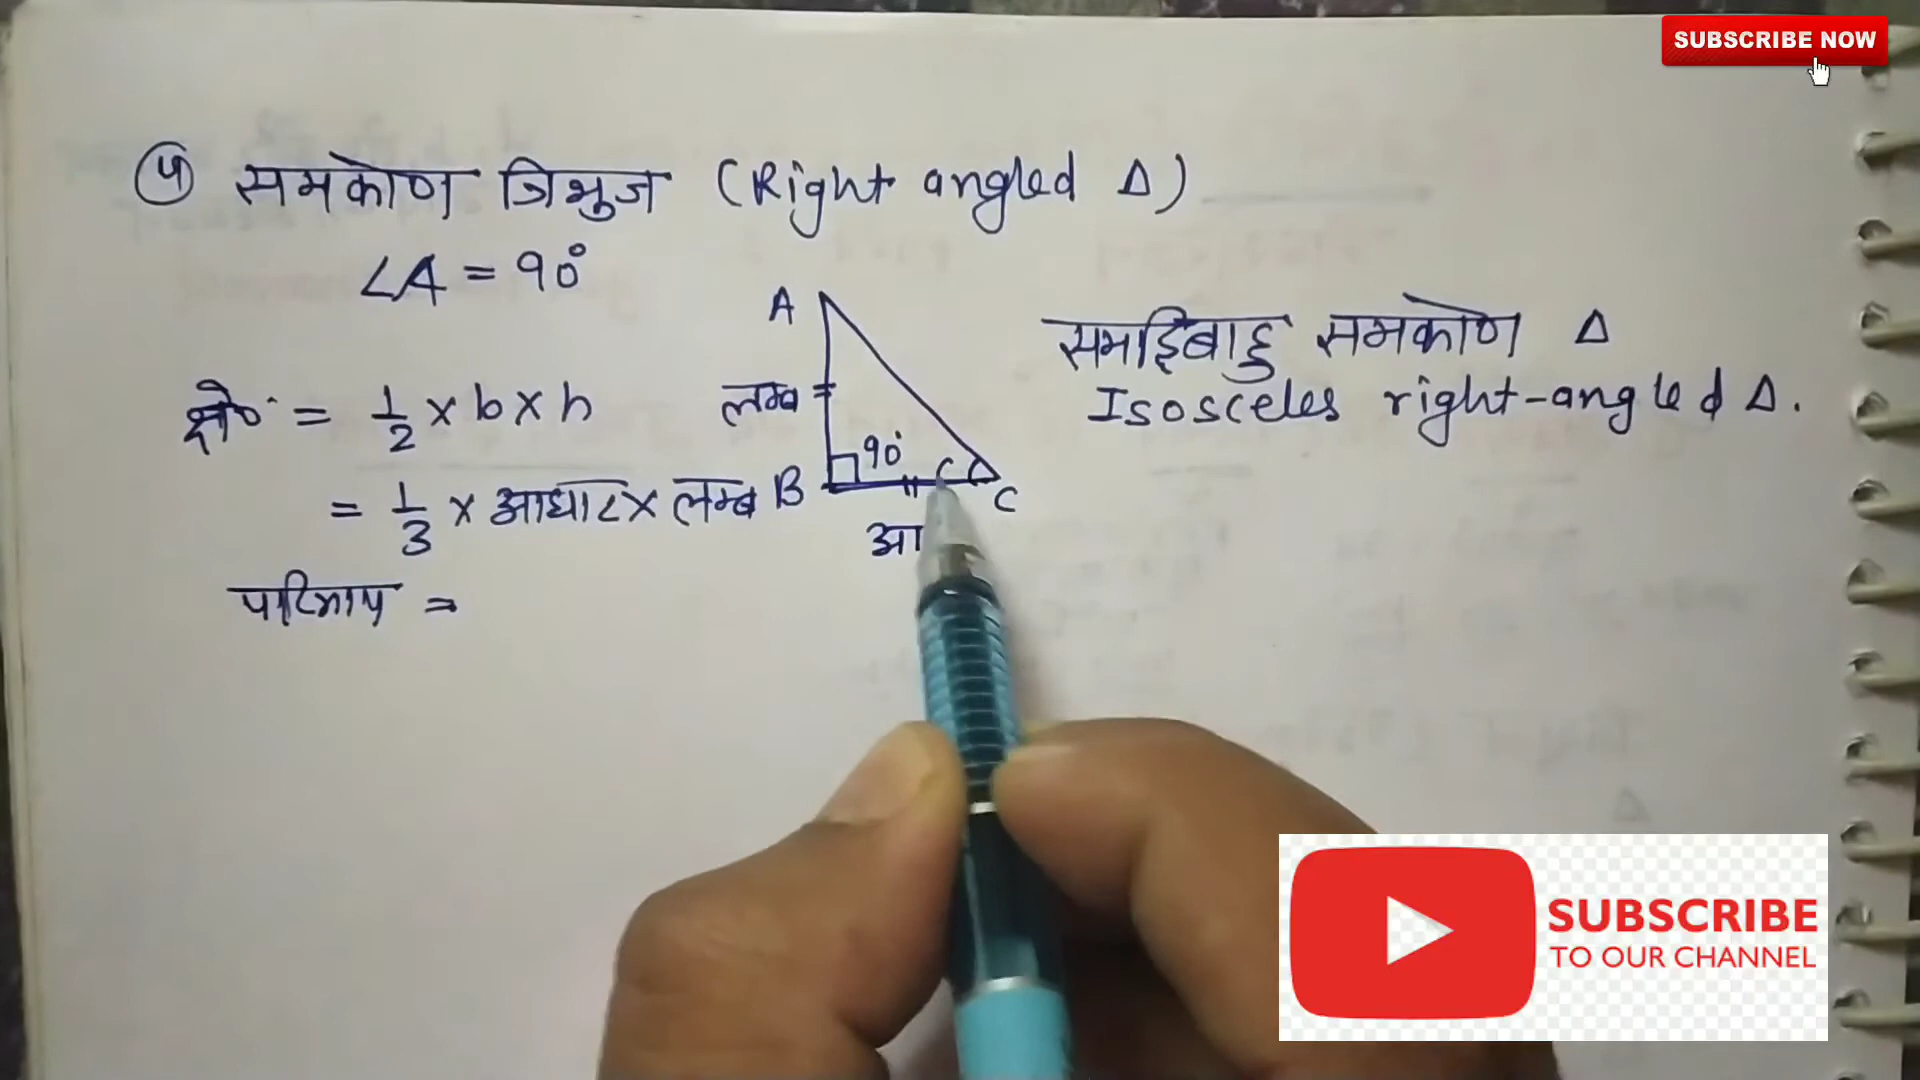 SUBSCRIBE NOW
५ समकोण त्रिभुज (Right angled Δ)
∠A = 90°
A
समद्विबाहु समकोण Δ
Isosceles right-angled Δ.
क्षे० = 1/2 × b × h
लम्ब
90°
= 1/3 × आधार × लम्ब
B
C
आ
परिमाप =
SUBSCRIBE
TO OUR CHANNEL